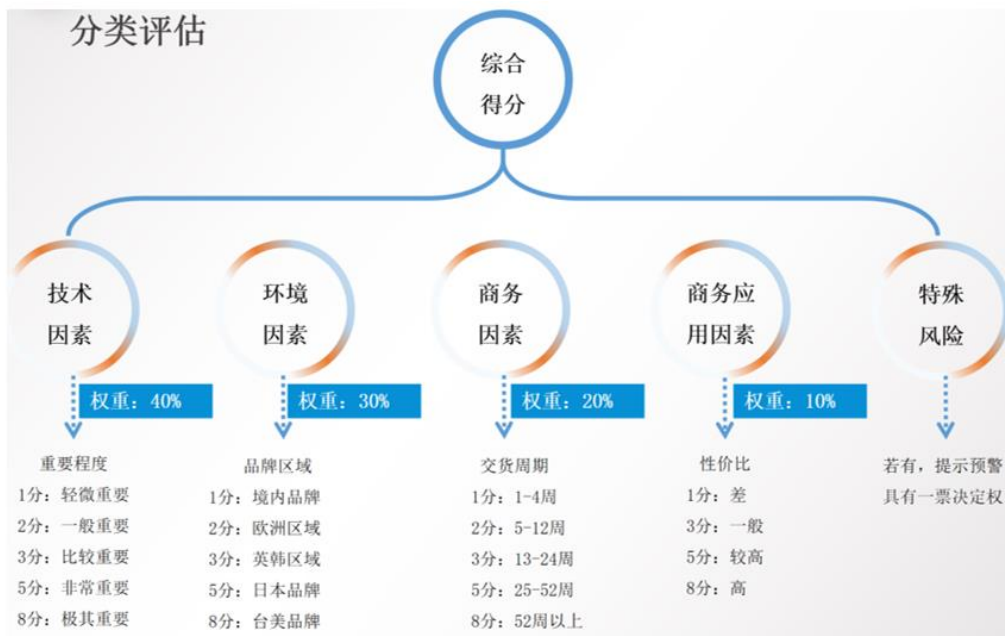 分类评估
综合
得分
技术
因素
环境
因素
商务
因素
商务应
用因素
特殊
风险
权重：40%
权重：30%
权重：20%
权重：10%
重要程度
1分：轻微重要
2分：一般重要
3分：比较重要
5分：非常重要
8分：极其重要
品牌区域
1分：境内品牌
2分：欧洲区域
3分：英韩区域
5分：日本品牌
8分：台美品牌
交货周期
1分：1-4周
2分：5-12周
3分：13-24周
5分：25-52周
8分：52周以上
性价比
1分：差
3分：一般
5分：较高
8分：高
若有，提示预警
具有一票决定权